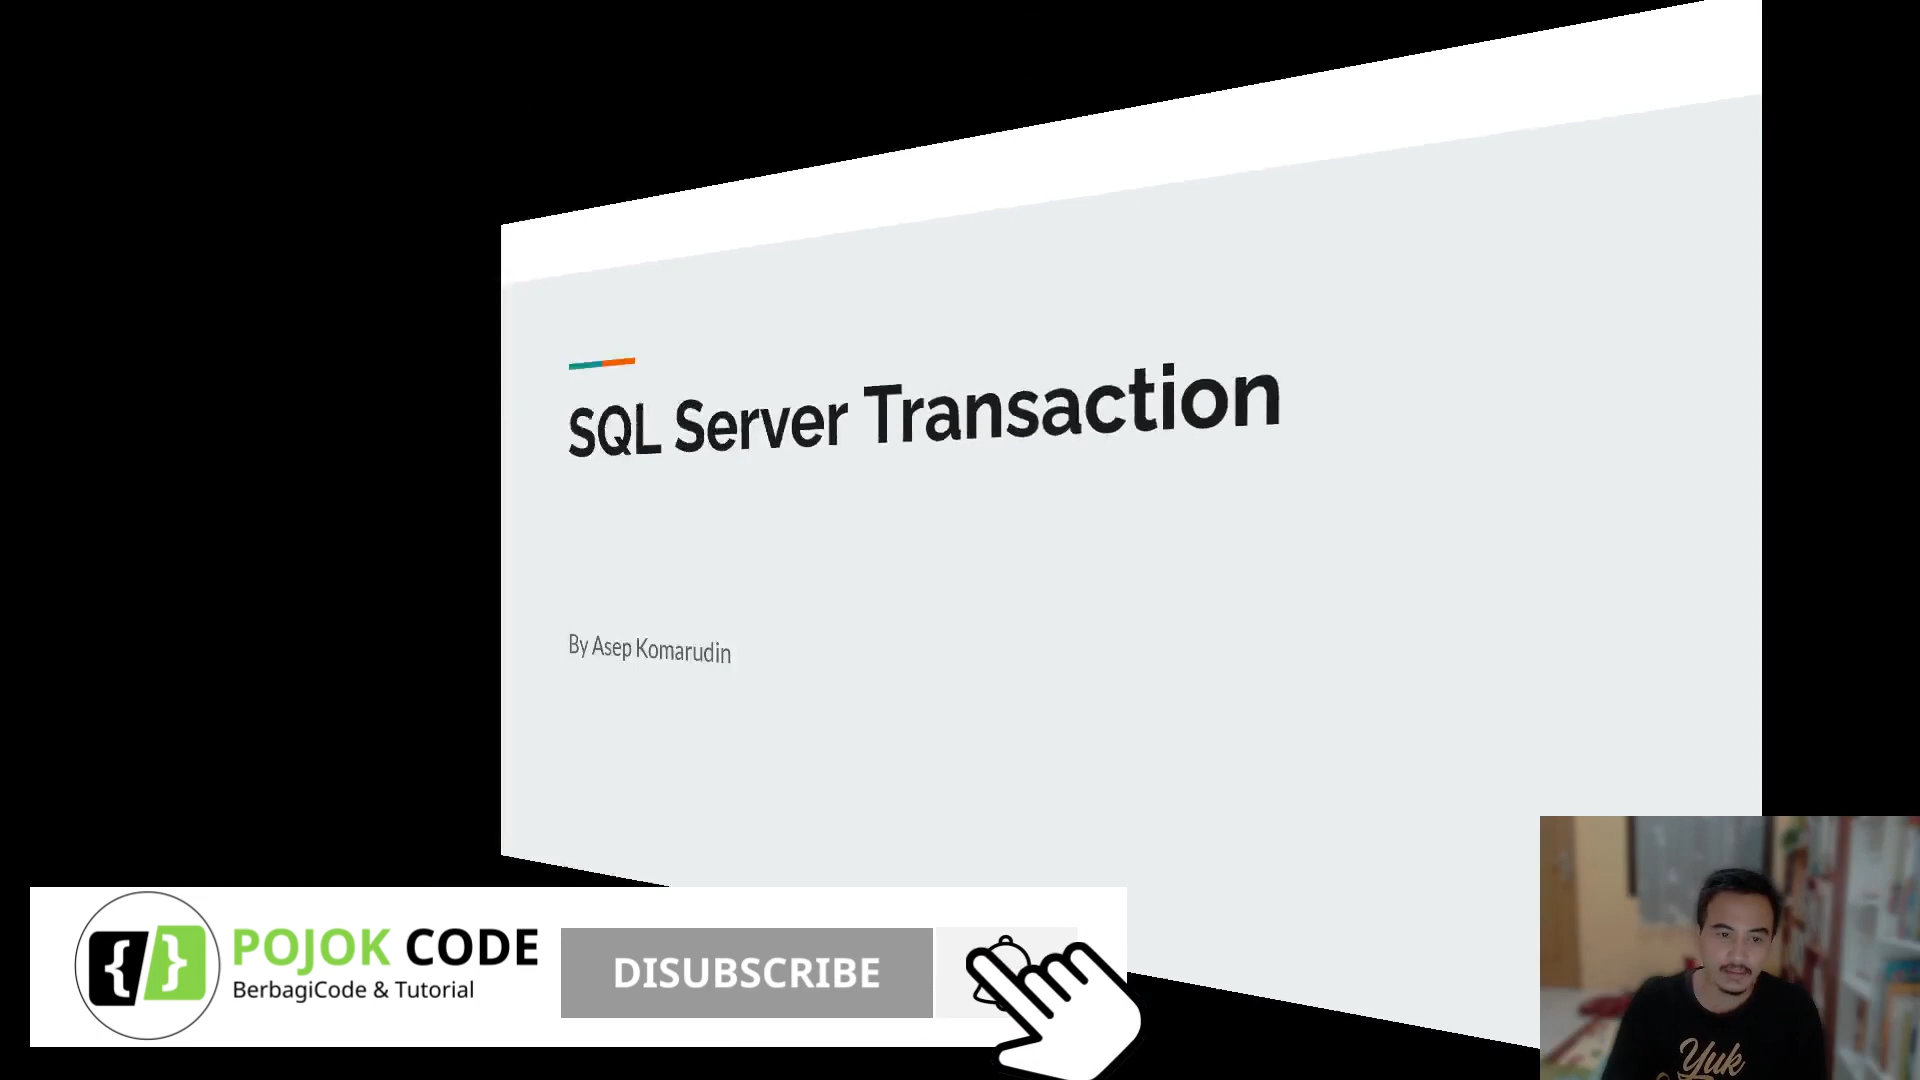 SQL Server Transaction
By Asep Komarudin
POJOK CODE
BerbagiCode & Tutorial
DISUBSCRIBE
Yuk